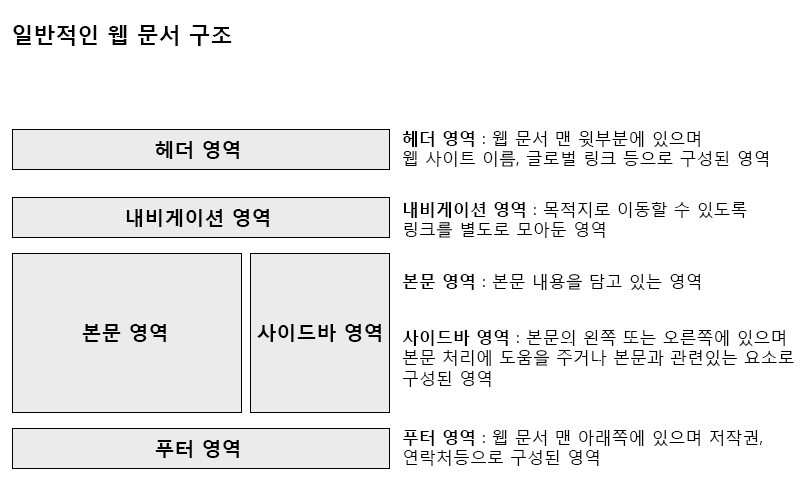 일반적인 웹 문서 구조
헤더 영역
헤더 영역 : 웹 문서 맨 윗부분에 있으며
웹 사이트 이름, 글로벌 링크 등으로 구성된 영역
내비게이션 영역
내비게이션 영역 : 목적지로 이동할 수 있도록
링크를 별도로 모아둔 영역
본문 영역
사이드바 영역
본문 영역 : 본문 내용을 담고 있는 영역
사이드바 영역 : 본문의 왼쪽 또는 오른쪽에 있으며
본문 처리에 도움을 주거나 본문과 관련있는 요소로
구성된 영역
푸터 영역
푸터 영역 : 웹 문서 맨 아래쪽에 있으며 저작권,
연락처등으로 구성된 영역